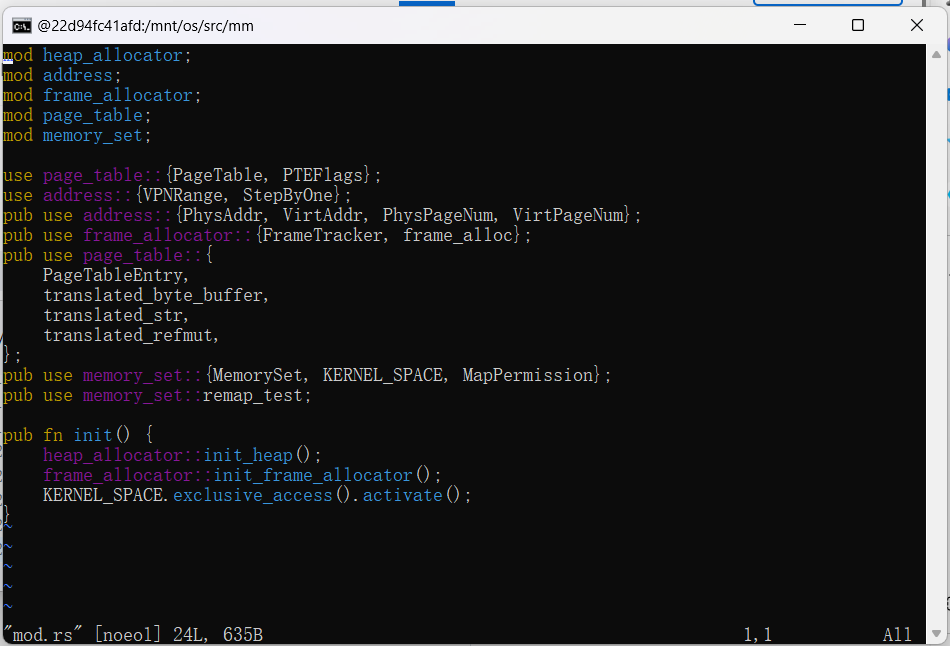 @22d94fc41afd:/mnt/os/src/mm
mod heap_allocator;
mod address;
mod frame_allocator;
mod page_table;
mod memory_set;

use page_table::{PageTable, PTEFlags};
use address::{VPNRange, StepByOne};
pub use address::{PhysAddr, VirtAddr, PhysPageNum, VirtPageNum};
pub use frame_allocator::{FrameTracker, frame_alloc};
pub use page_table::{
    PageTableEntry,
    translated_byte_buffer,
    translated_str,
    translated_refmut,
};
pub use memory_set::{MemorySet, KERNEL_SPACE, MapPermission};
pub use memory_set::remap_test;

pub fn init() {
    heap_allocator::init_heap();
    frame_allocator::init_frame_allocator();
    KERNEL_SPACE.exclusive_access().activate();
}
~
~
~
~
~
"mod.rs" [noeol] 24L, 635B 1,1 All